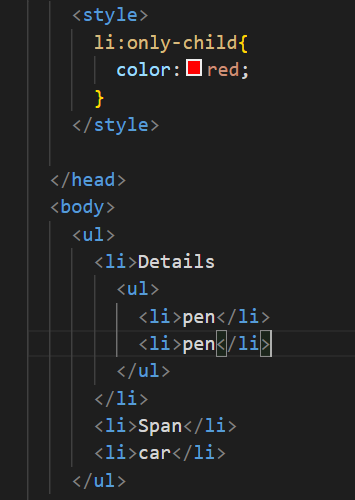 <style>
li:only-child{
color:red;
}
</style>
</head>
<body>
<ul>
<li>Details
<ul>
<li>pen</li>
<li>pen</li>
</ul>
</li>
<li>Span</li>
<li>car</li>
</ul>